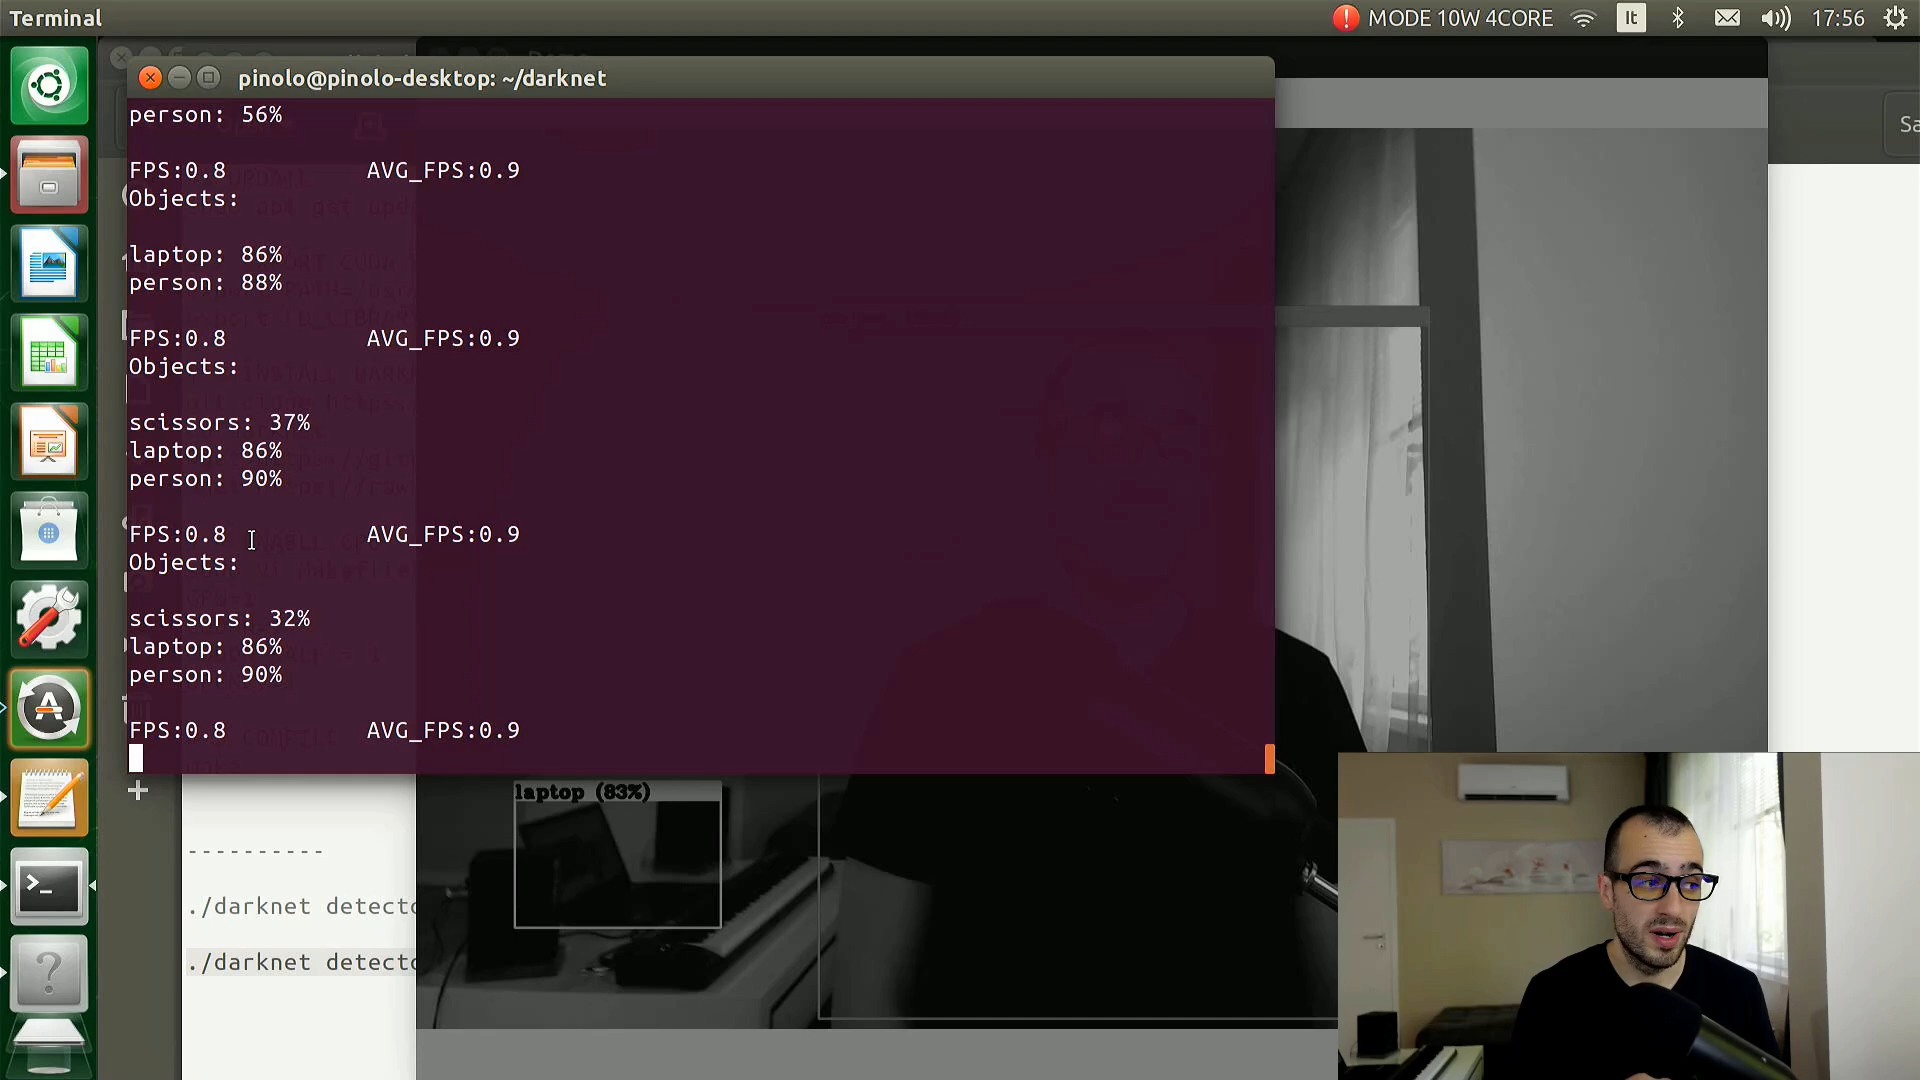 Terminal
MODE 10W 4CORE
It
17:56
pinolo@pinolo-desktop: ~/darknet
person: 56%
FPS:0.8 AVG_FPS:0.9
Objects:
laptop: 86%
person: 88%
FPS:0.8 AVG_FPS:0.9
Objects:
scissors: 37%
laptop: 86%
person: 90%
FPS:0.8 AVG_FPS:0.9
Objects:
scissors: 32%
laptop: 86%
person: 90%
FPS:0.8 AVG_FPS:0.9
laptop (83%)
----------
./darknet detecto
./darknet detecto